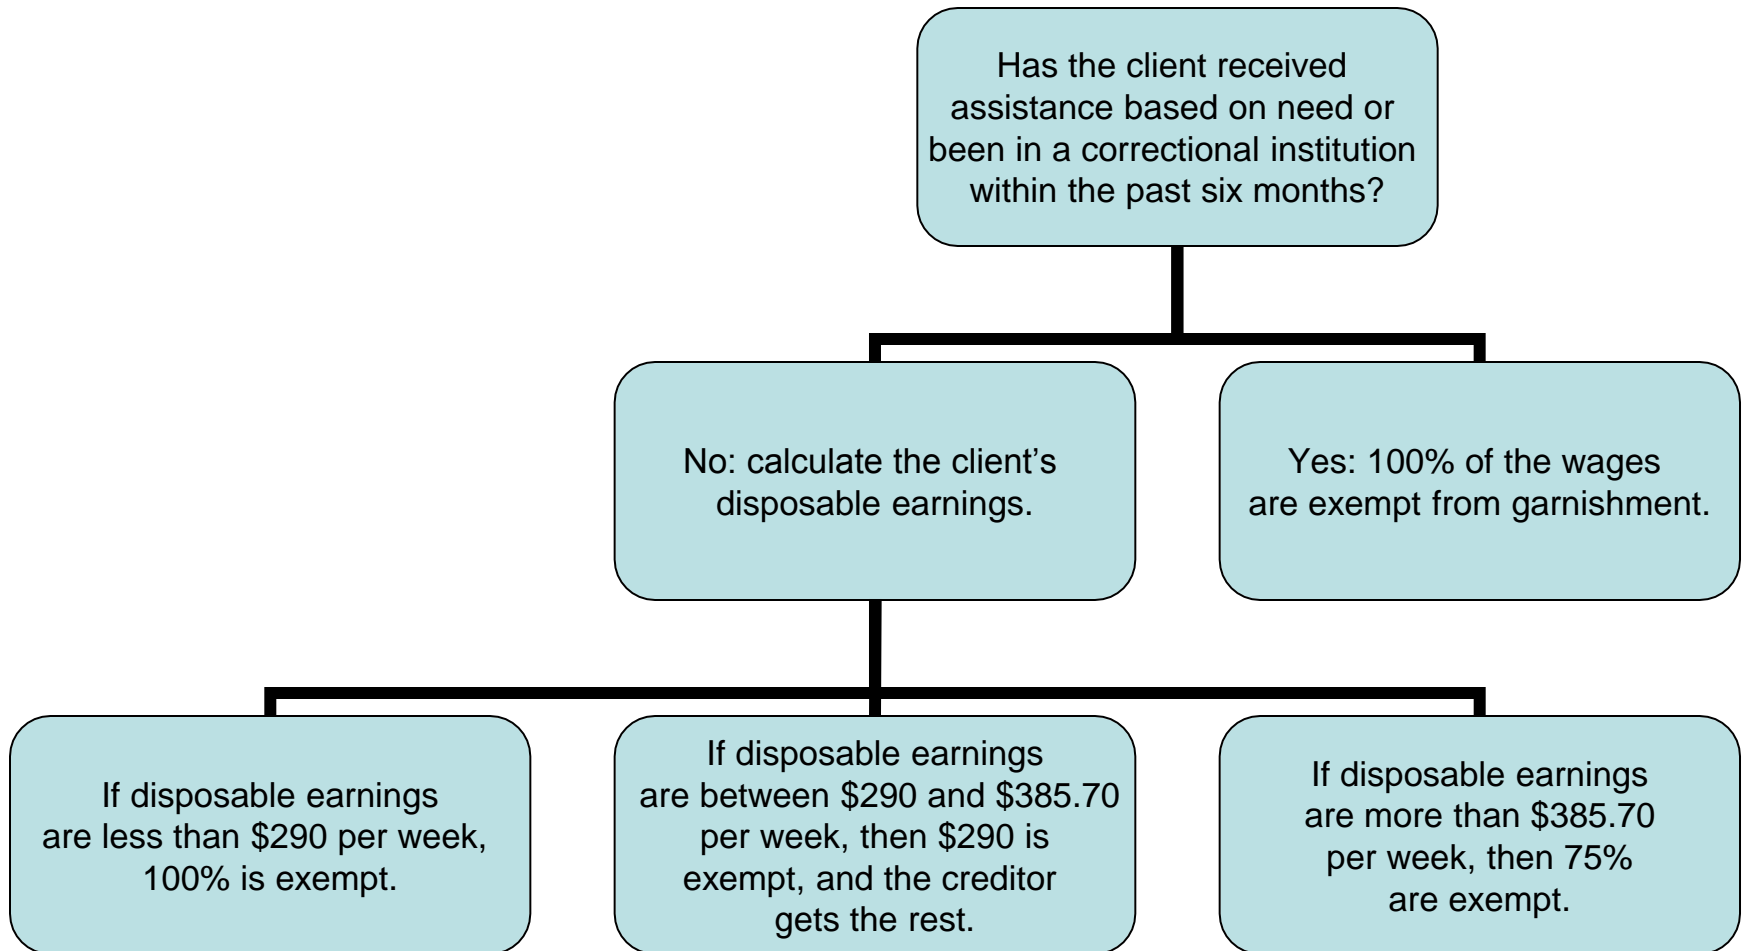 Has the client received
assistance based on need or
been in a correctional institution
within the past six months?
No: calculate the client’s
disposable earnings.
Yes: 100% of the wages
are exempt from garnishment.
If disposable earnings
are less than $290 per week,
100% is exempt.
If disposable earnings
are between $290 and $385.70
per week, then $290 is
exempt, and the creditor
gets the rest.
If disposable earnings
are more than $385.70
per week, then 75%
are exempt.